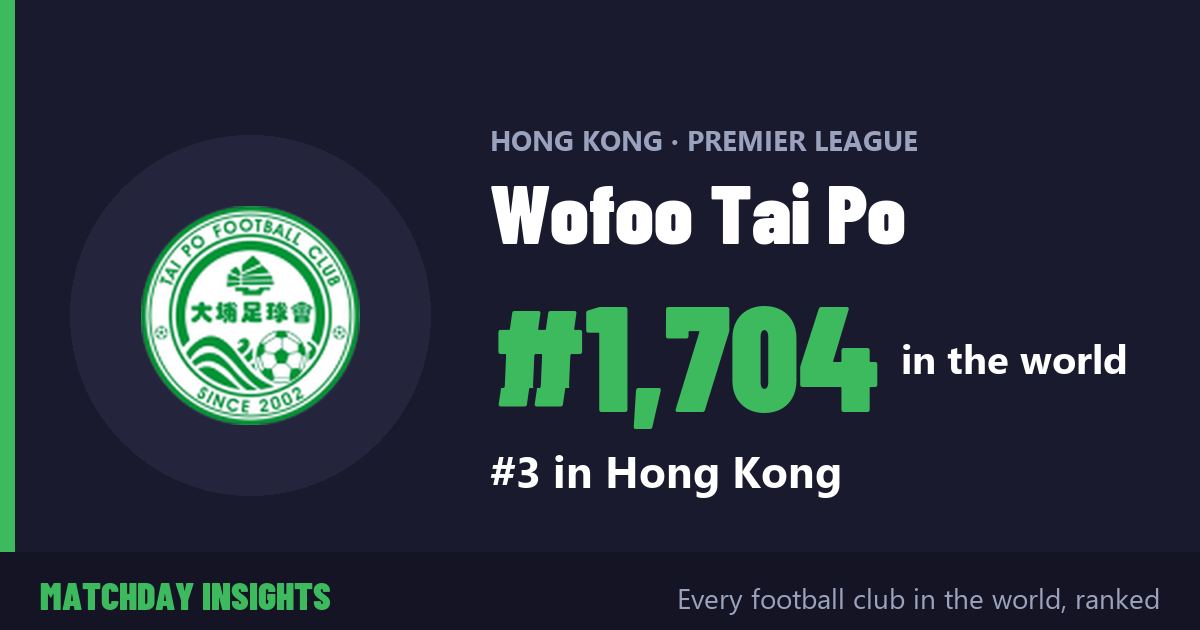 HONG KONG · PREMIER LEAGUE
Wofoo Tai Po
#1,704 in the world
#3 in Hong Kong
TAI PO FOOTBALL CLUB
大埔足球會
SINCE 2002
MATCHDAY INSIGHTS
Every football club in the world, ranked